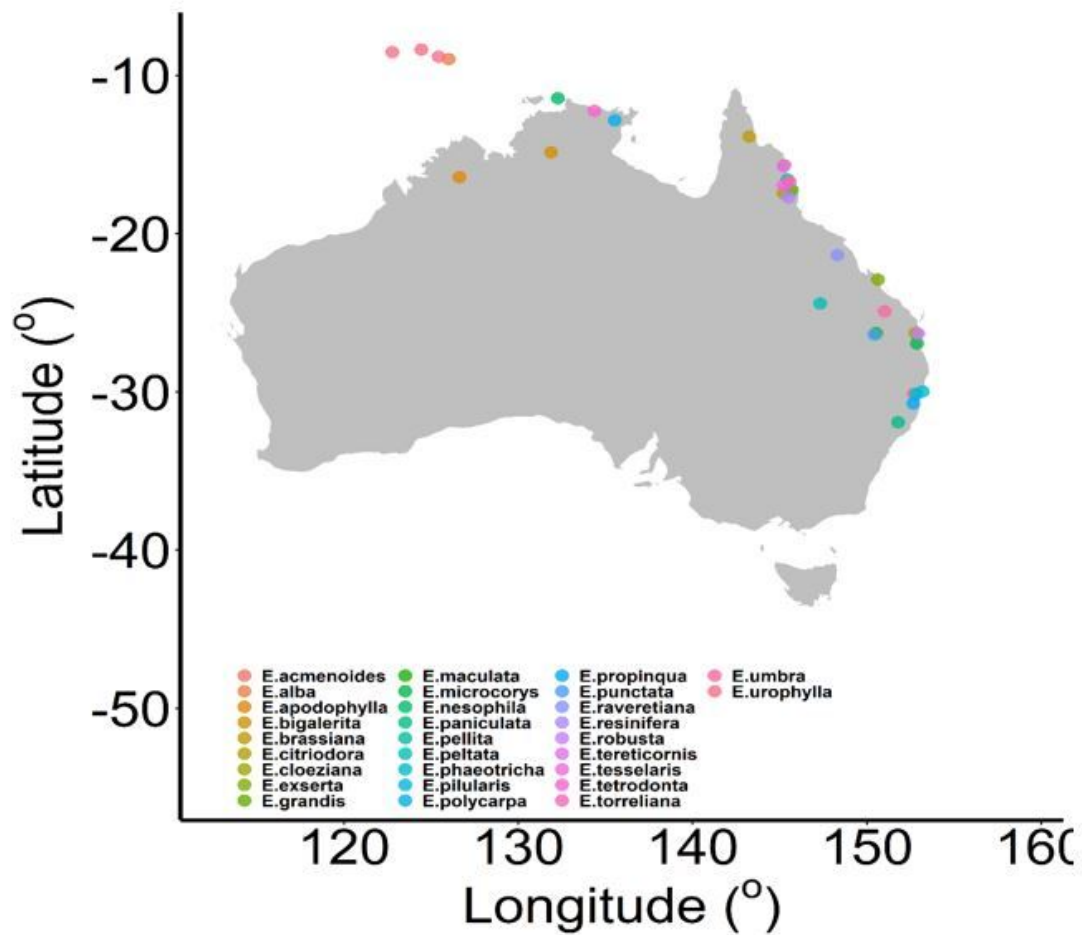 -10
-20
-30
-40
-50
Latitude (o)
E.acmenoides
E.alba
E.apodophylla
E.bigalerita
E.brassiana
E.citriodora
E.cloeziana
E.exserta
E.grandis
E.maculata
E.microcorys
E.nesophila
E.paniculata
E.pellita
E.peltata
E.phaeotricha
E.pilularis
E.polycarpa
E.propinqua
E.punctata
E.raveretiana
E.resinifera
E.robusta
E.tereticornis
E.tesselaris
E.tetrodonta
E.torreliana
E.umbra
E.urophylla
120 130 140 150 160
Longitude (o)